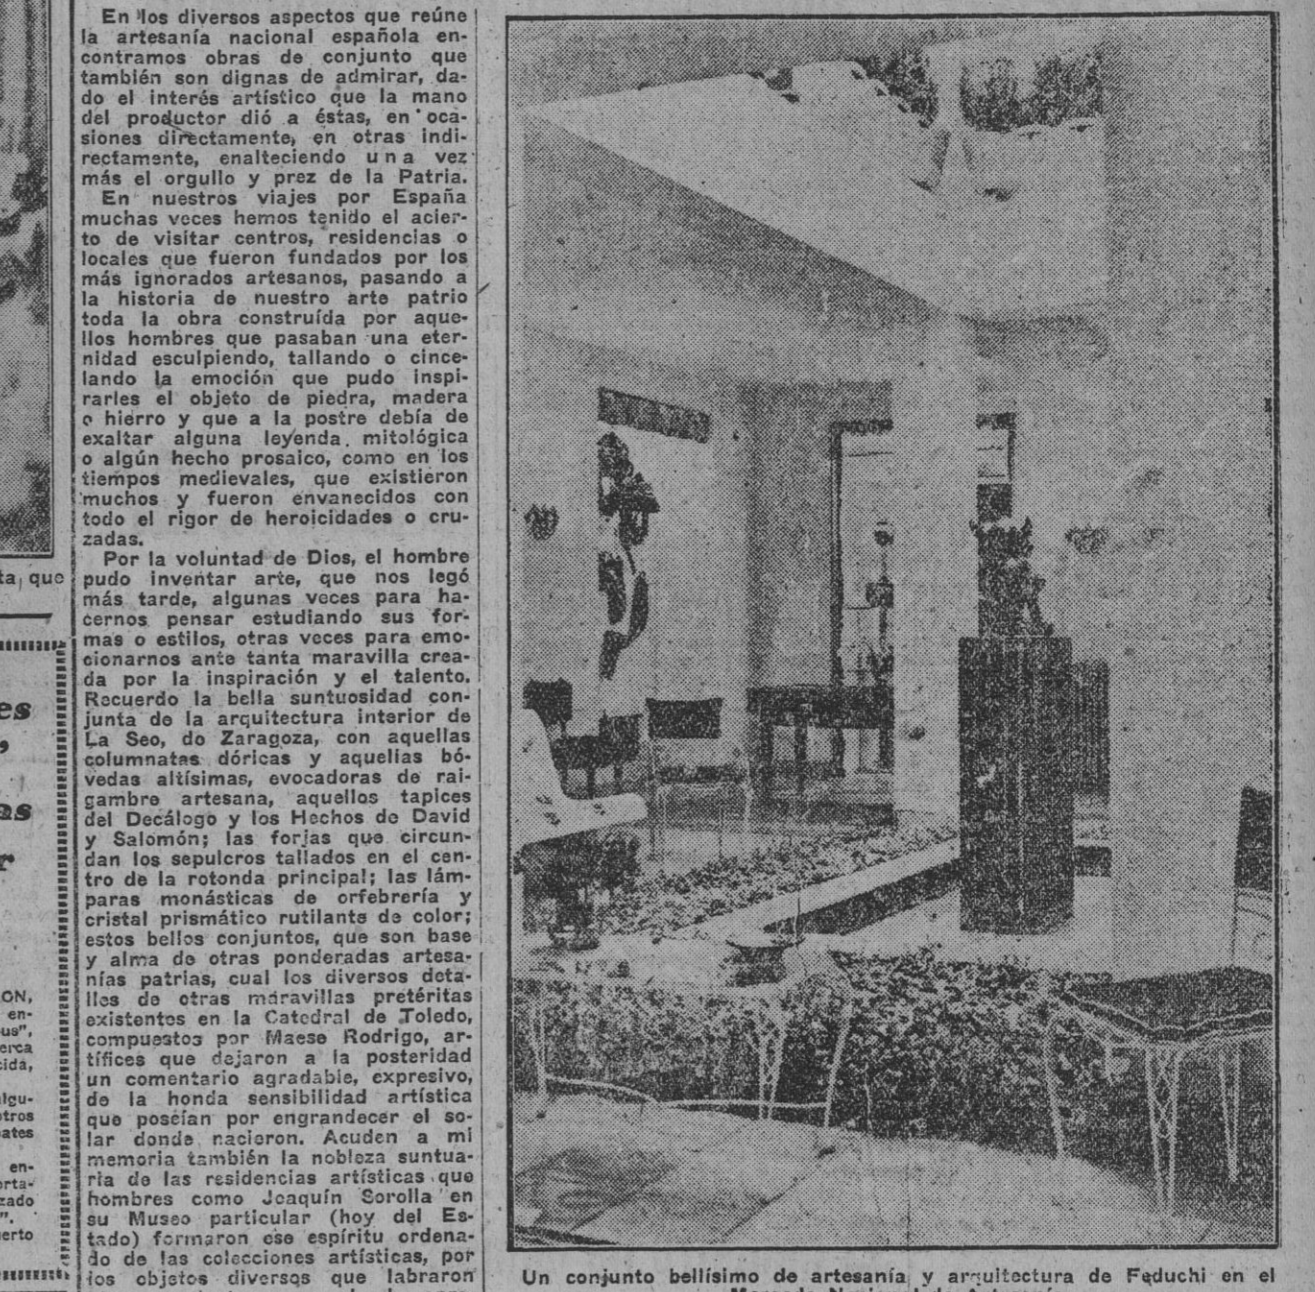 En los diversos aspectos que reúne
la artesanía nacional española en-
contramos obras de conjunto que
también son dignas de admirar, da-
do el interés artístico que la mano
del productor dió a éstas, en oca-
siones directamente, en otras indi-
rectamente, enalteciendo una vez
más el orgullo y prez de la Patria.
En nuestros viajes por España
muchas veces hemos tenido el acier-
to de visitar centros, residencias o
locales que fueron fundados por los
más ignorados artesanos, pasando a
la historia de nuestro arte patrio
toda la obra construída por aque-
llos hombres que pasaban una eter-
nidad esculpiendo, tallando o cince-
lando la emoción que pudo inspi-
rarles el objeto de piedra, madera
o hierro y que a la postre debía de
exaltar alguna leyenda mitológica
o algún hecho prosaico, como en los
tiempos medievales, que existieron
muchos y fueron envanecidos con
todo el rigor de heroicidades o cru-
zadas.
Por la voluntad de Dios, el hombre
pudo inventar arte, que nos legó
más tarde, algunas veces para ha-
cernos pensar estudiando sus for-
mas o estilos, otras veces para emo-
cionarnos ante tanta maravilla crea-
da por la inspiración y el talento.
Recuerdo la bella suntuosidad con-
junta de la arquitectura interior de
La Seo, do Zaragoza, con aquellas
columnatas dóricas y aquellas bó-
vedas altísimas, evocadoras de rai-
gambre artesana, aquellos tapices
del Decálogo y los Hechos de David
y Salomón; las forjas que circun-
dan los sepulcros tallados en el cen-
tro de la rotonda principal; las lám-
paras monásticas de orfebrería y
cristal prismático rutilante de color;
estos bellos conjuntos, que son base
y alma de otras ponderadas artesa-
nías patrias, cual los diversos deta-
lles de otras maravillas pretéritas
existentes en la Catedral de Toledo,
compuestos por Maese Rodrigo, ar-
tífices que dejaron a la posteridad
un comentario agradable, expresivo,
de la honda sensibilidad artística
que poseían por engrandecer el so-
lar donde nacieron. Acuden a mi
memoria también la nobleza suntua-
ria de las residencias artísticas que
hombres como Joaquín Sorolla en
su Museo particular (hoy del Es-
tado) formaron ese espíritu ordena-
do de las colecciones artísticas, por
los objetos diversos que labraron
Un conjunto bellísimo de artesanía y arquitectura de Feduchi en el
ta, que
es
,
as
r
ON,
en-
us",
erca
cida,
algu-
otros
bates
en-
orta-
zado
".
uerto